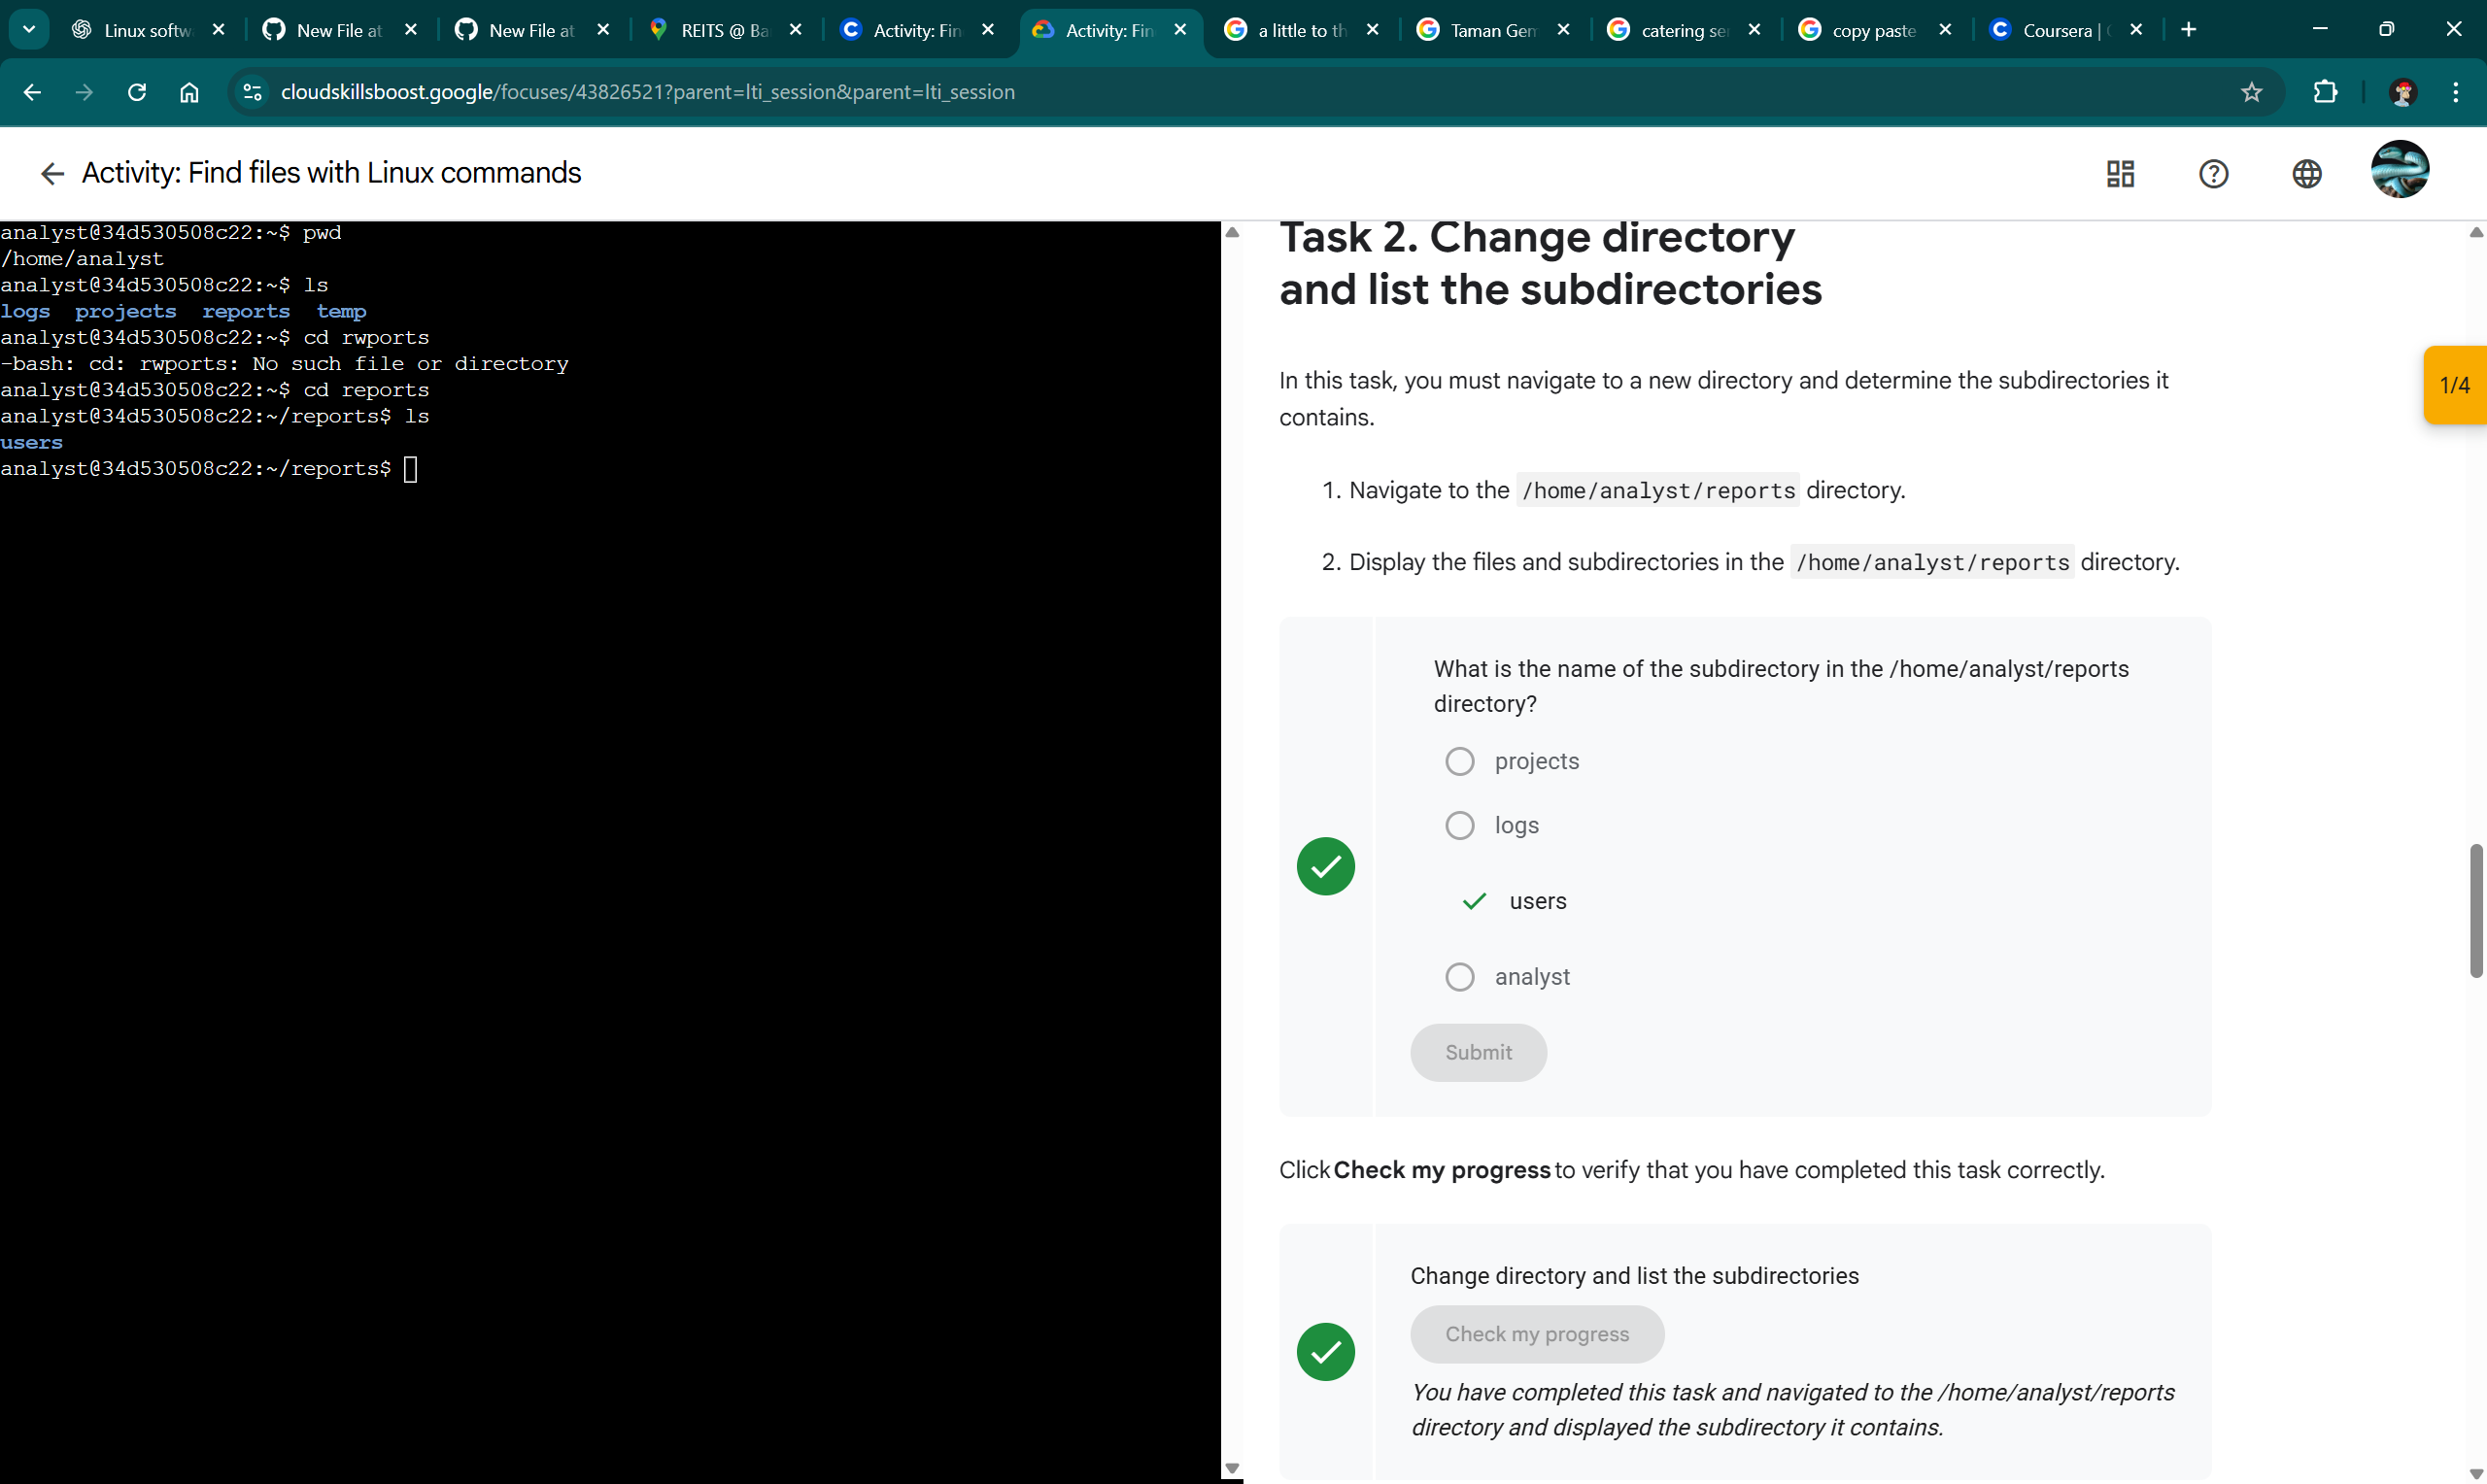 Linux softw
New File at
New File at
REITS @ Ba
Activity: Fin
Activity: Fin
a little to th
Taman Gem
catering se
copy paste
Coursera |
cloudskillsboost.google/focuses/43826521?parent=lti_session&parent=lti_session
Activity: Find files with Linux commands
analyst@34d530508c22:~$ pwd
/home/analyst
analyst@34d530508c22:~$ ls
logs projects reports temp
analyst@34d530508c22:~$ cd rwports
-bash: cd: rwports: No such file or directory
analyst@34d530508c22:~$ cd reports
analyst@34d530508c22:~/reports$ ls
users
analyst@34d530508c22:~/reports$
Task 2. Change directory
and list the subdirectories
1/4
In this task, you must navigate to a new directory and determine the subdirectories it
contains.
1. Navigate to the /home/analyst/reports directory.
2. Display the files and subdirectories in the /home/analyst/reports directory.
What is the name of the subdirectory in the /home/analyst/reports
directory?
projects
logs
users
analyst
Submit
Click Check my progress to verify that you have completed this task correctly.
Change directory and list the subdirectories
Check my progress
You have completed this task and navigated to the /home/analyst/reports
directory and displayed the subdirectory it contains.